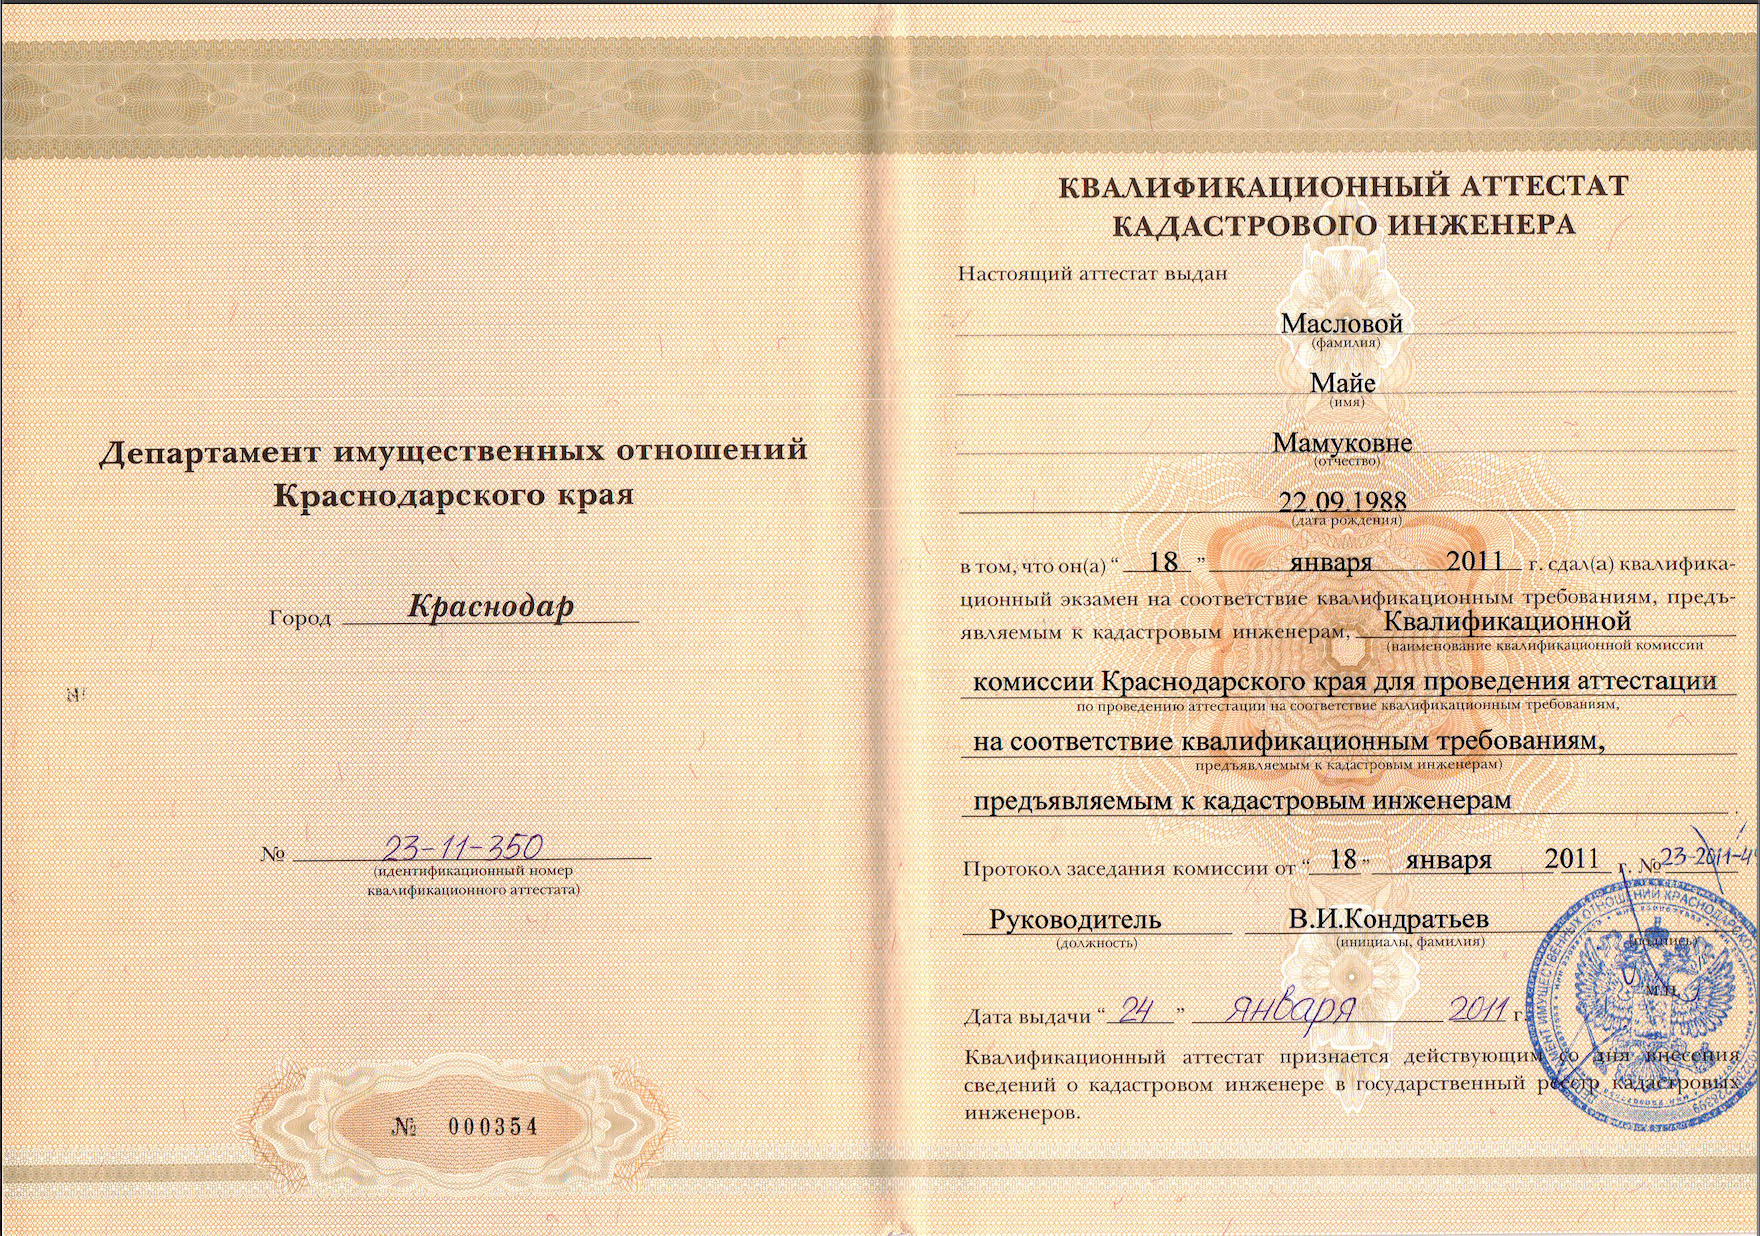 Департамент имущественных отношений
Краснодарского края
Город Краснодар
№ 23-11-350
(идентификационный номер
квалификационного аттестата)
№ 000354
КВАЛИФИКАЦИОННЫЙ АТТЕСТАТ
КАДАСТРОВОГО ИНЖЕНЕРА
Настоящий аттестат выдан
Масловой
(фамилия)
Майе
(имя)
Мамуковне
(отчество)
22.09.1988
(дата рождения)
в том, что он(а) “ 18 ” января 2011 г. сдал(а) квалифика-
ционный экзамен на соответствие квалификационным требованиям, предъ-
являемым к кадастровым инженерам, Квалификационной
(наименование квалификационной комиссии
комиссии Краснодарского края для проведения аттестации
по проведению аттестации на соответствие квалификационным требованиям,
на соответствие квалификационным требованиям,
предъявляемым к кадастровым инженерам)
предъявляемым к кадастровым инженерам .
Протокол заседания комиссии от “ 18 ” января 2011 г. № 23-2011-4
Руководитель В.И.Кондратьев
(должность) (инициалы, фамилия) (подпись)
М.П.
Дата выдачи “ 24 ” января 2011 г.
Квалификационный аттестат признается действующим со дня внесения
сведений о кадастровом инженере в государственный реестр кадастровых
инженеров.